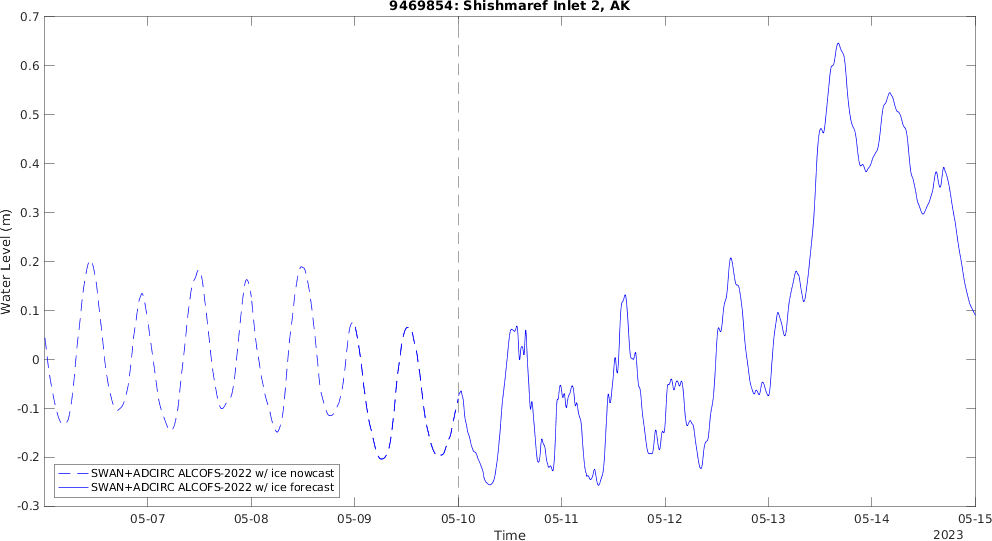 9469854: Shishmaref Inlet 2, AK
0.7
0.6
0.5
0.4
0.3
0.2
0.1
0
-0.1
-0.2
-0.3
Water Level (m)
SWAN+ADCIRC ALCOFS-2022 w/ ice nowcast
SWAN+ADCIRC ALCOFS-2022 w/ ice forecast
05-07 05-08 05-09 05-10 05-11 05-12 05-13 05-14 05-15
Time
2023